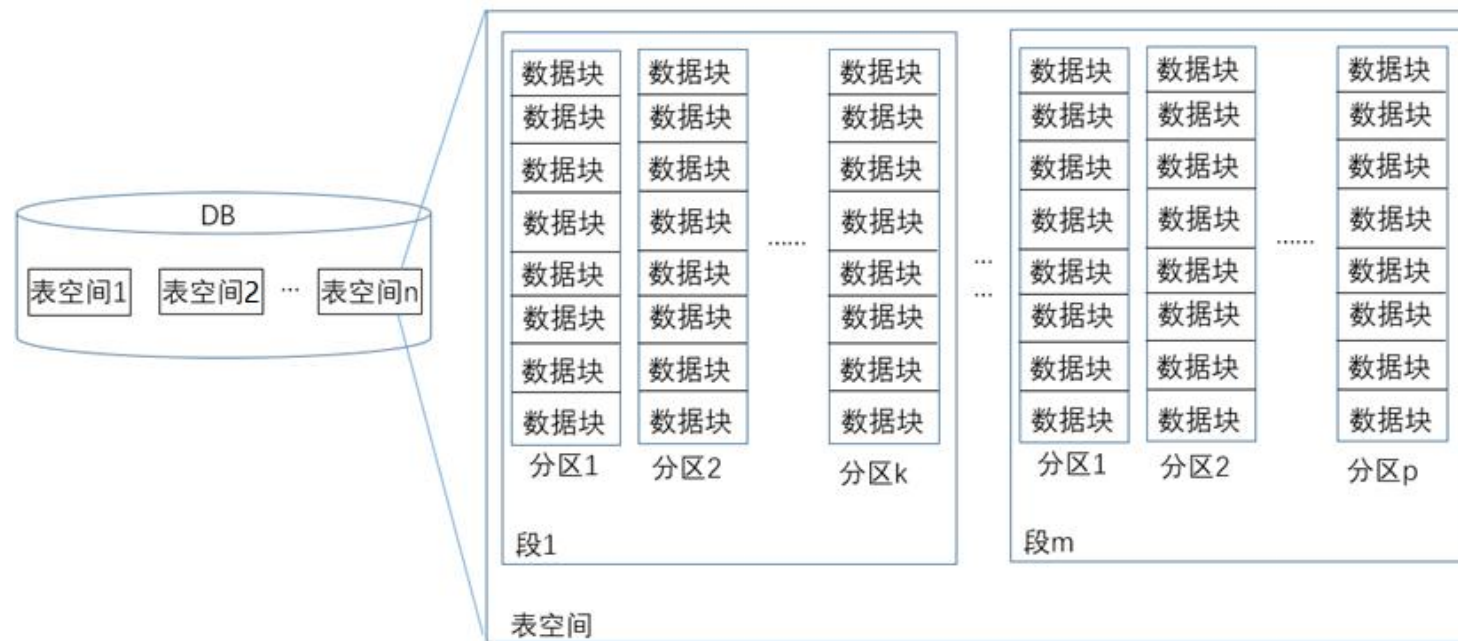 DB
表空间1 表空间2 ... 表空间n
数据块 数据块 数据块 数据块 数据块 数据块
数据块 数据块 数据块 数据块 数据块 数据块
数据块 数据块 数据块 数据块 数据块 数据块
数据块 数据块 ...... 数据块 数据块 数据块 ...... 数据块
数据块 数据块 数据块 ... 数据块 数据块 数据块
数据块 数据块 数据块 ... 数据块 数据块 数据块
数据块 数据块 数据块 数据块 数据块 数据块
数据块 数据块 数据块 数据块 数据块 数据块
分区1 分区2 分区k 分区1 分区2 分区p
段1 段m
表空间